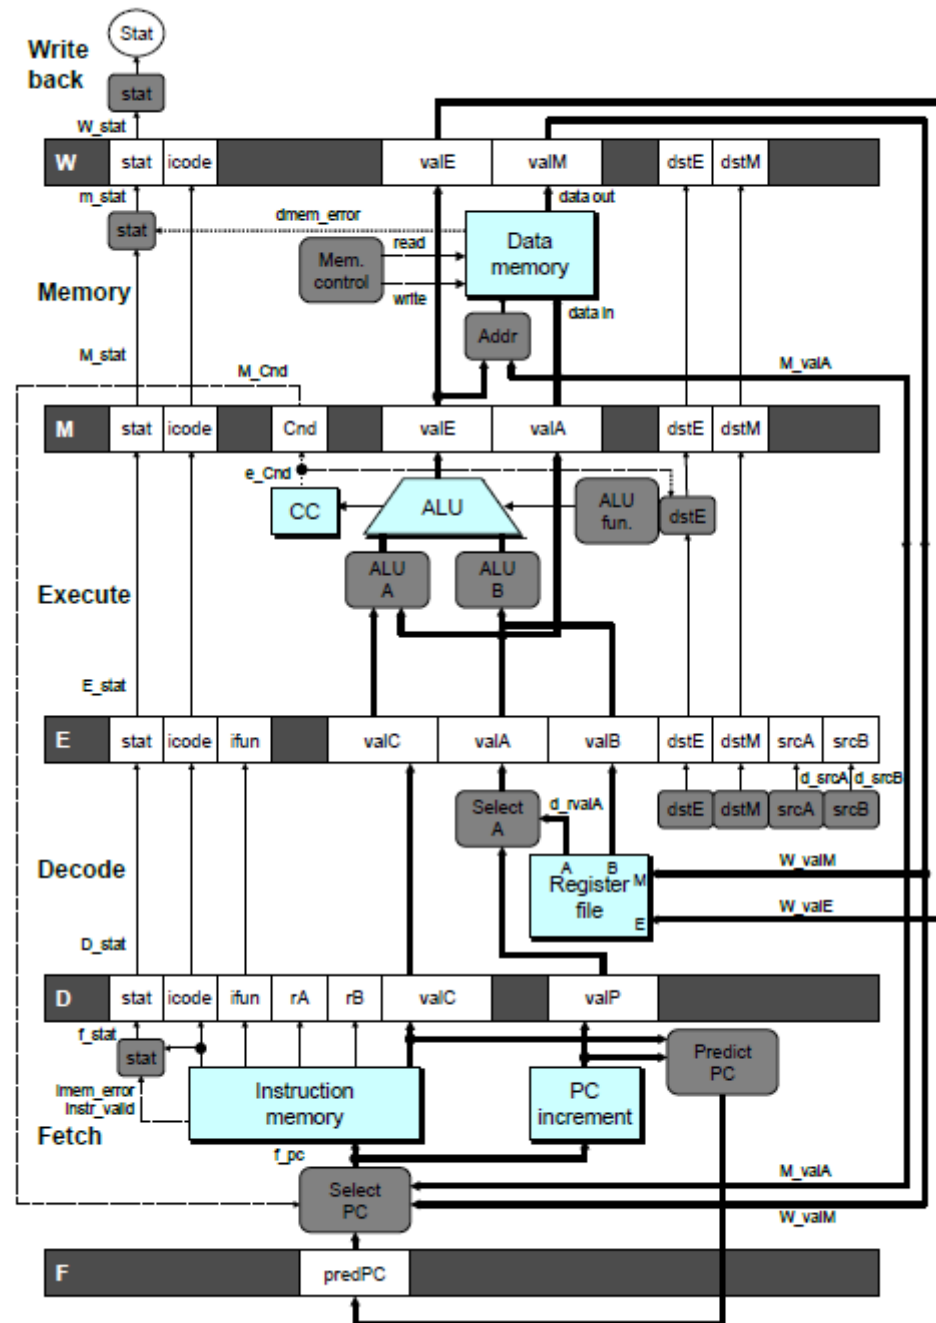 Stat
Write
back
stat
W_stat
W
stat
icode
valE
valM
dstE
dstM
m_stat
data out
dmem_error
stat
read
Mem.
control
Data
memory
write
Memory
data in
Addr
M_stat
M_Cnd
M_valA
M
stat
icode
Cnd
valE
valA
dstE
dstM
e_Cnd
CC
ALU
ALU
fun.
dstE
ALU
A
ALU
B
Execute
E_stat
E
stat
icode
ifun
valC
valA
valB
dstE
dstM
srcA
srcB
d_srcA
d_srcB
Select
A
d_rvalA
dstE
dstM
srcA
srcB
Decode
A
B
M
Register
file
E
W_valM
W_valE
D_stat
D
stat
icode
ifun
rA
rB
valC
valP
f_stat
stat
Predict
PC
imem_error
instr_valid
Instruction
memory
PC
increment
Fetch
f_pc
M_valA
Select
PC
W_valM
F
predPC